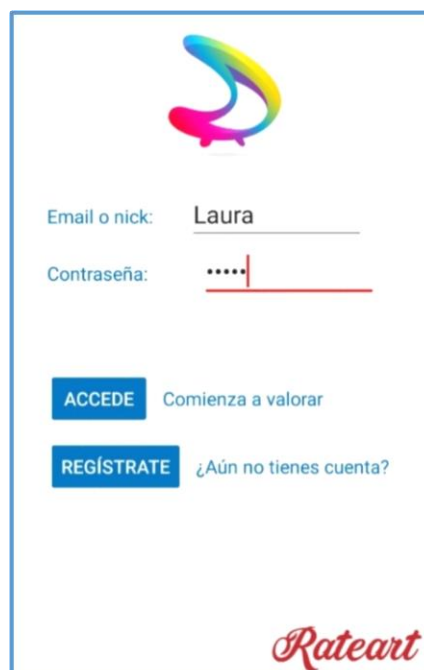 Email o nick: Laura
Contraseña: •••••
ACCEDE Comienza a valorar
REGÍSTRATE ¿Aún no tienes cuenta?
Rateart